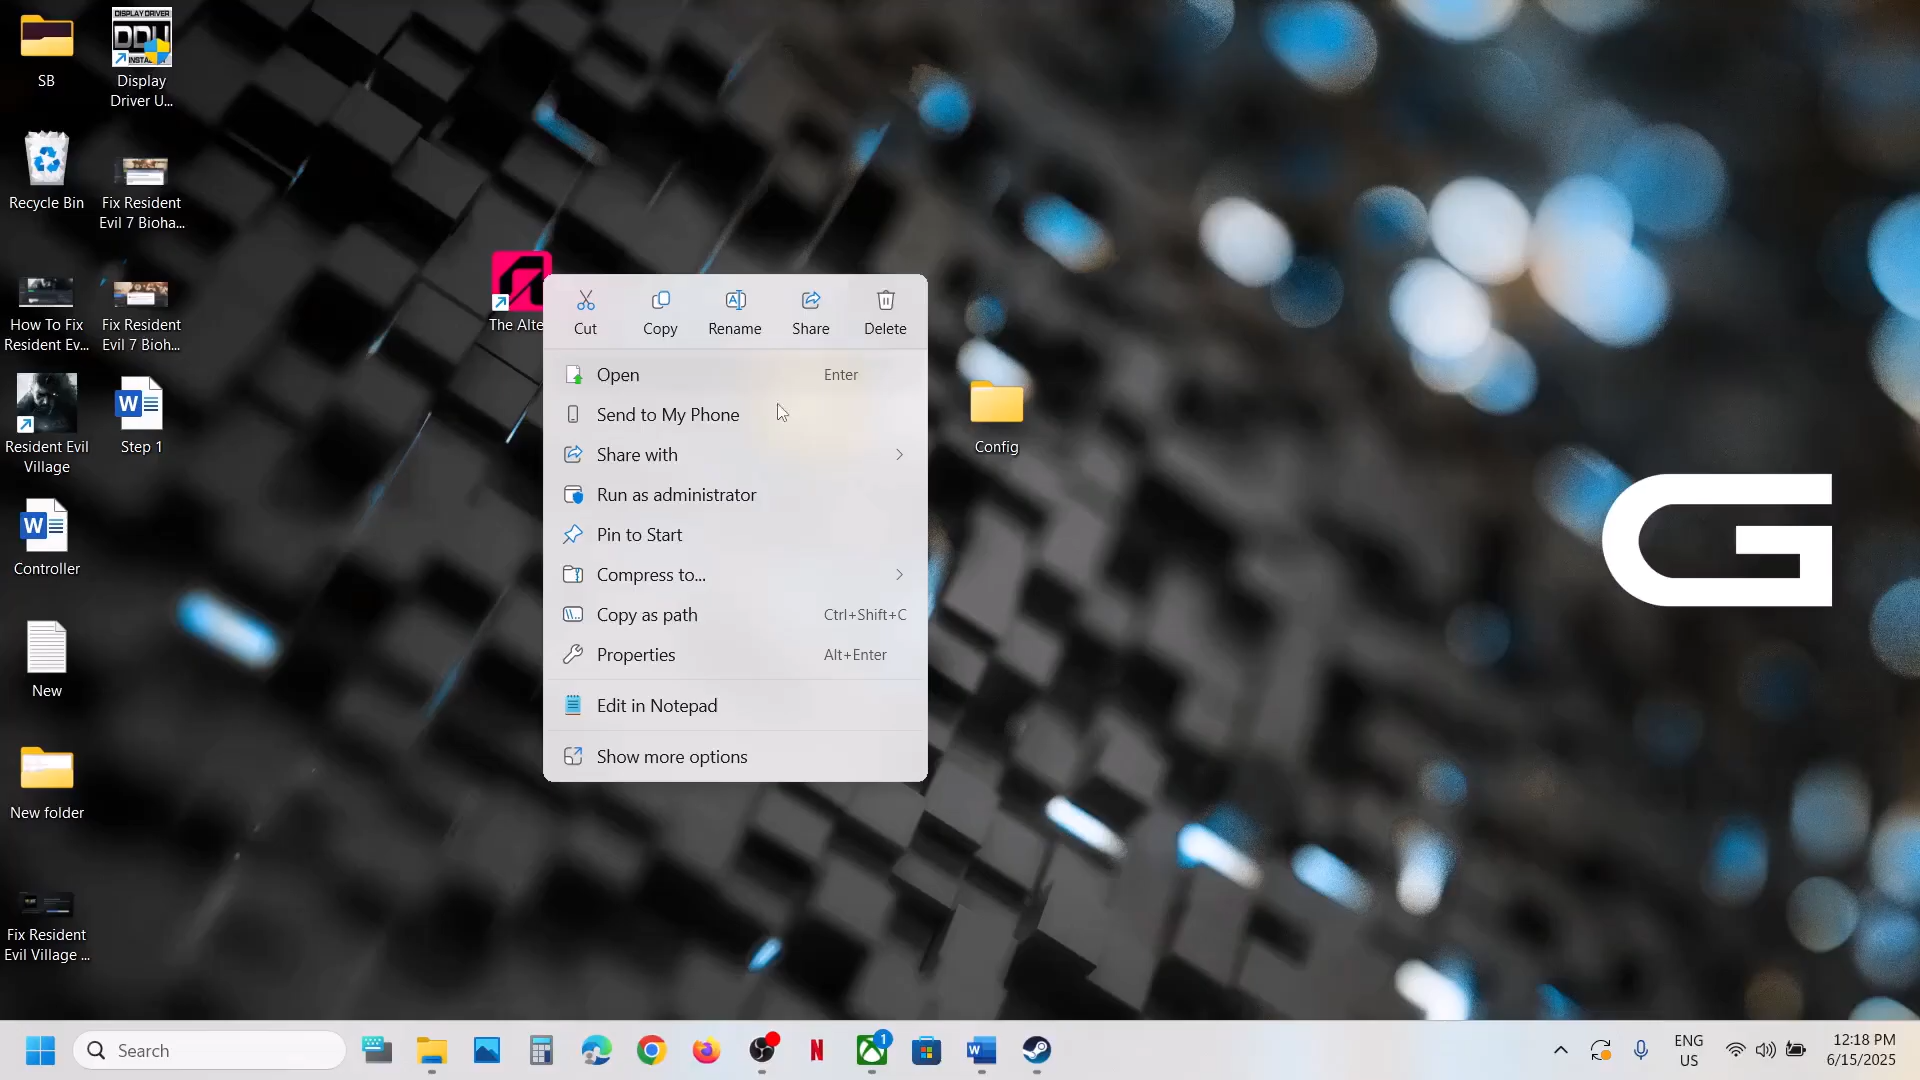 SB
DISPLAY DRIVER
DDU
Display
Driver U...
Recycle Bin
Fix Resident
Evil 7 Bioha...
How To Fix
Resident Ev...
Fix Resident
Evil 7 Bioh...
Resident Evil
Village
Step 1
Controller
New
New folder
Fix Resident
Evil Village ...
The Alte
Cut
Copy
Rename
Share
Delete
Open Enter
Send to My Phone
Share with
Run as administrator
Pin to Start
Compress to...
Copy as path Ctrl+Shift+C
Properties Alt+Enter
Edit in Notepad
Show more options
Config
G
Search
1
ENG
US
12:18 PM
6/15/2025